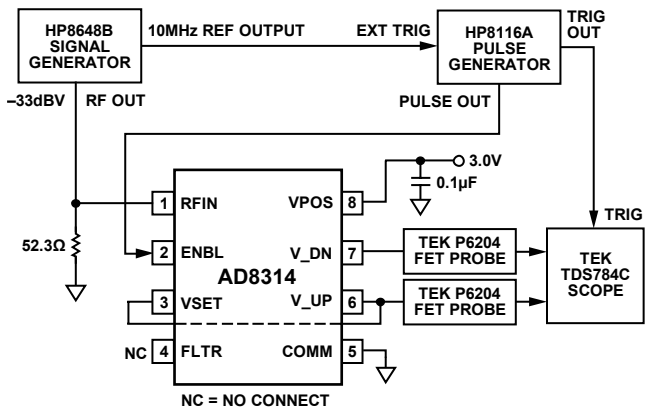 HP8648B
SIGNAL
GENERATOR
10MHz REF OUTPUT
EXT TRIG
HP8116A
PULSE
GENERATOR
TRIG
OUT
–33dBV
RF OUT
PULSE OUT
3.0V
0.1µF
1 RFIN
VPOS 8
52.3Ω
2 ENBL
V_DN 7
TEK P6204
FET PROBE
TRIG
TEK
TDS784C
SCOPE
AD8314
3 VSET
V_UP 6
TEK P6204
FET PROBE
NC 4 FLTR
COMM 5
NC = NO CONNECT